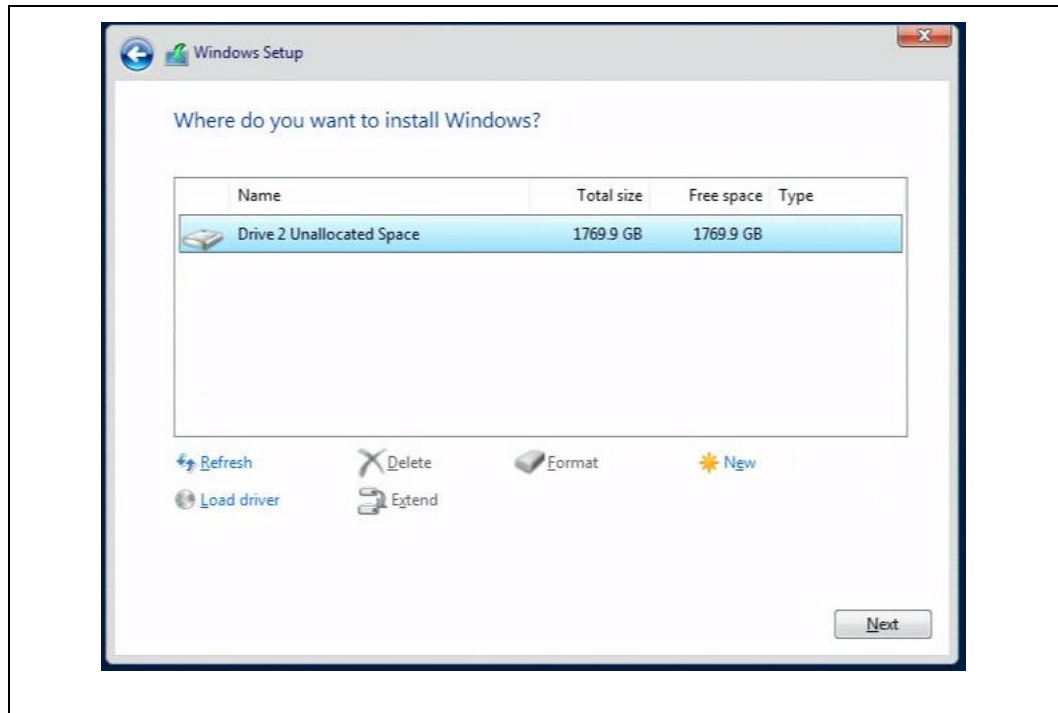 Windows Setup
Where do you want to install Windows?
Name Total size Free space Type
Drive 2 Unallocated Space 1769.9 GB 1769.9 GB
Refresh Delete Format New
Load driver Extend
Next